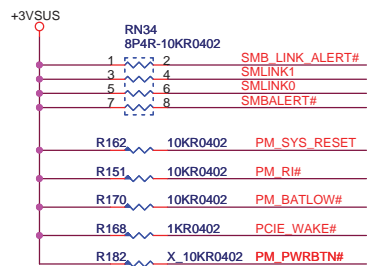 +3VSUS
RN34
8P4R-10KR0402
1 2 SMB_LINK_ALERT#
3 4 SMLINK1
5 6 SMLINK0
7 8 SMBALERT#
R162 10KR0402 PM_SYS_RESET
R151 10KR0402 PM_RI#
R170 10KR0402 PM_BATLOW#
R168 1KR0402 PCIE_WAKE#
R182 X_10KR0402 PM_PWRBTN#